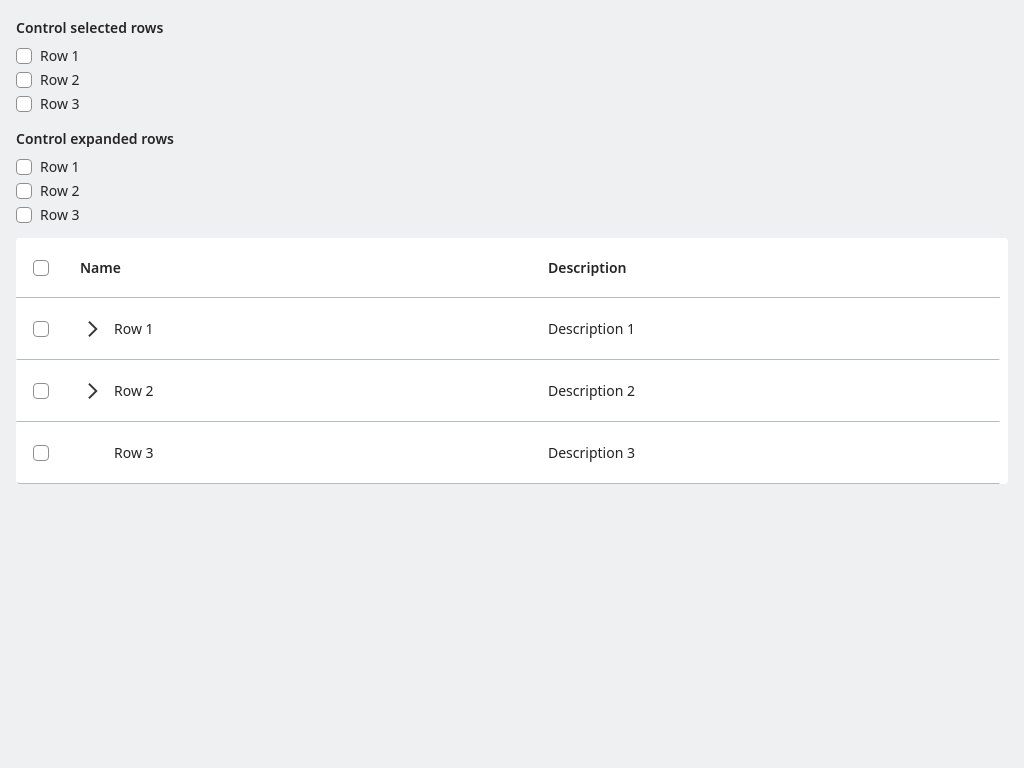 Control selected rows
Row 1
Row 2
Row 3
Control expanded rows
Row 1
Row 2
Row 3
Name Description
Row 1 Description 1
Row 2 Description 2
Row 3 Description 3